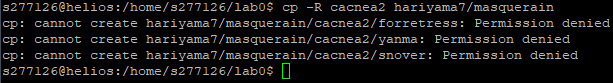 s277126@helios:/home/s277126/lab0$ cp -R cacnea2 hariyama7/masquerain
cp: cannot create hariyama7/masquerain/cacnea2/forretress: Permission denied
cp: cannot create hariyama7/masquerain/cacnea2/yanma: Permission denied
cp: cannot create hariyama7/masquerain/cacnea2/snover: Permission denied
s277126@helios:/home/s277126/lab0$